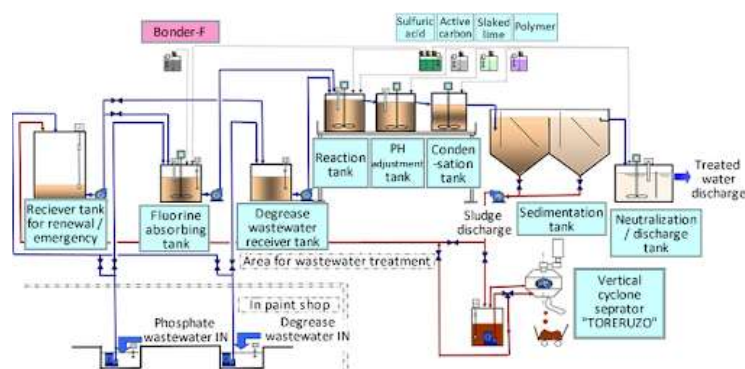 Bonder-F
Sulfuric
acid
Active
carbon
Slaked
lime
Polymer
Reaction
tank
PH
adjustment
tank
Conden
-sation
tank
Treated
water
discharge
Reciever tank
for renewal /
emergency
Fluorine
absorbing
tank
Degrease
wastewater
receiver tank
Sludge
discharge
Sedimentation
tank
Neutralization
/ discharge
tank
Area for wastewater treatment
In paint shop
Phosphate
wastewater IN
Degrease
wastewater IN
Vertical
cyclone
seprator
"TORERUZO"